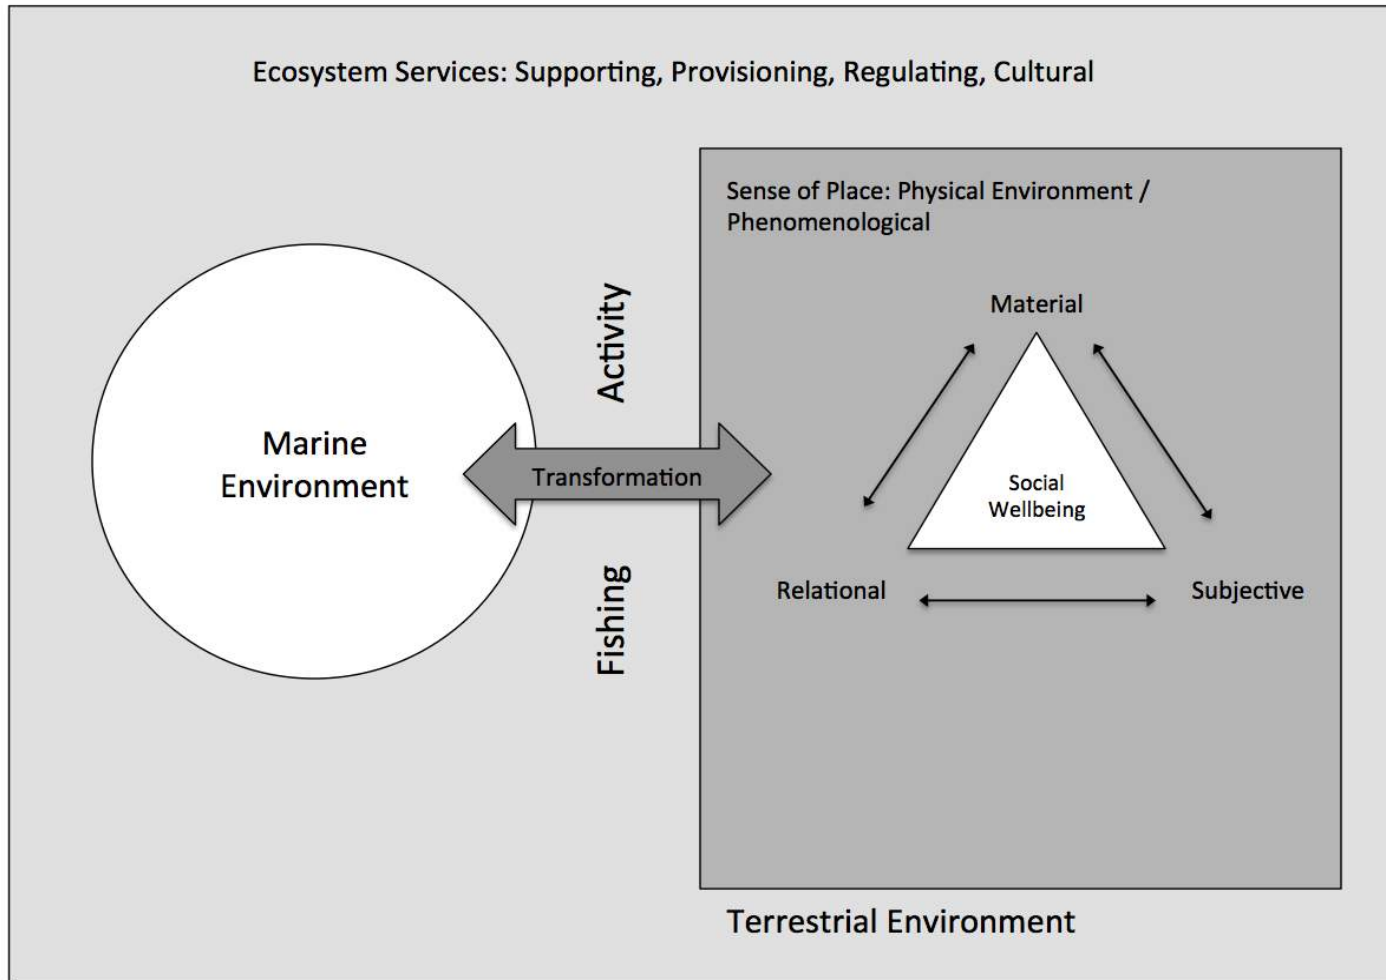 Ecosystem Services: Supporting, Provisioning, Regulating, Cultural
Sense of Place: Physical Environment /
Phenomenological
Activity
Material
Marine
Environment
Transformation
Social
Wellbeing
Fishing
Relational
Subjective
Terrestrial Environment